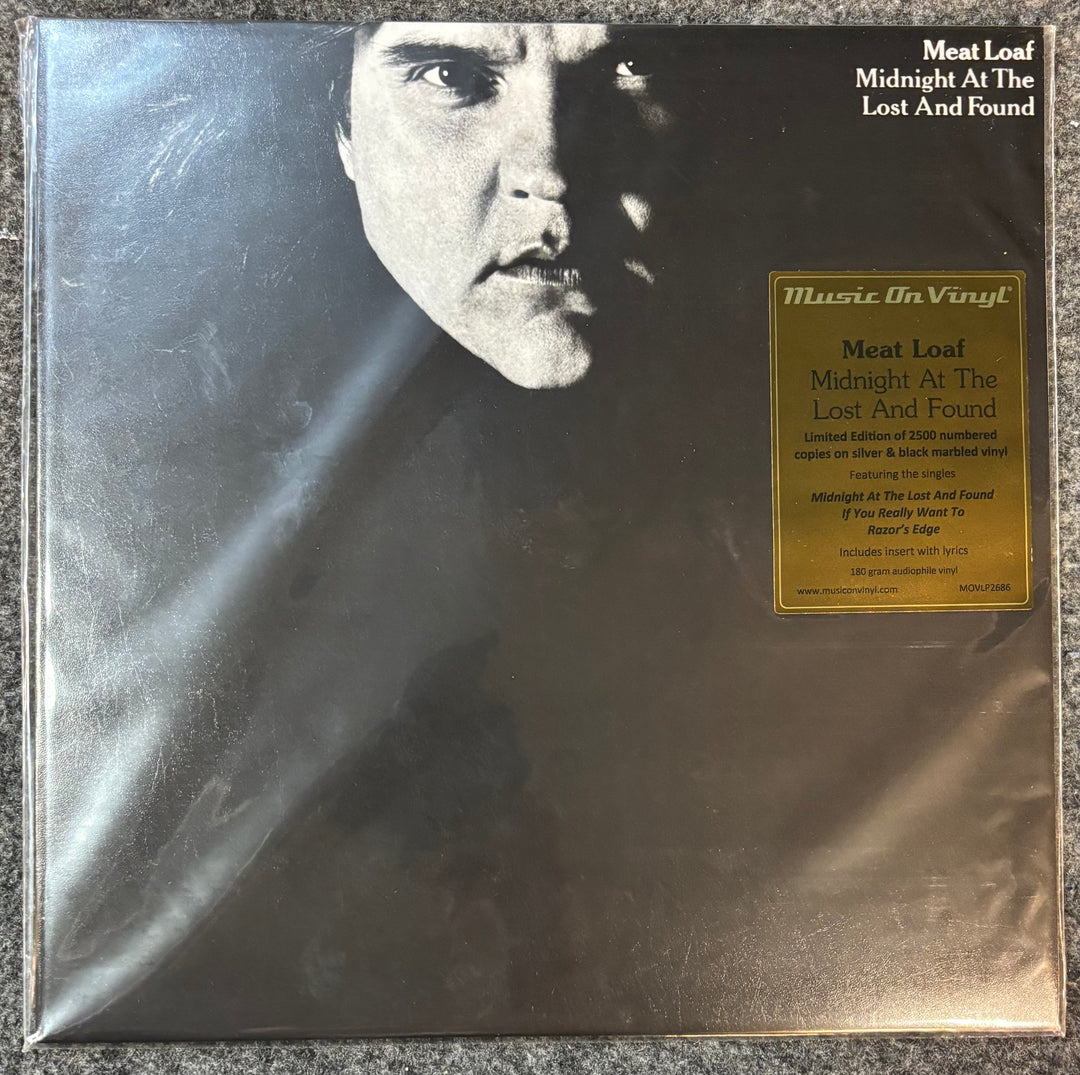 Meat Loaf
Midnight At The
Lost And Found
Music On Vinyl®
Meat Loaf
Midnight At The
Lost And Found
Limited Edition of 2500 numbered
copies on silver & black marbled vinyl
Featuring the singles
Midnight At The Lost And Found
If You Really Want To
Razor's Edge
Includes insert with lyrics
180 gram audiophile vinyl
www.musiconvinyl.com MOVLP2686